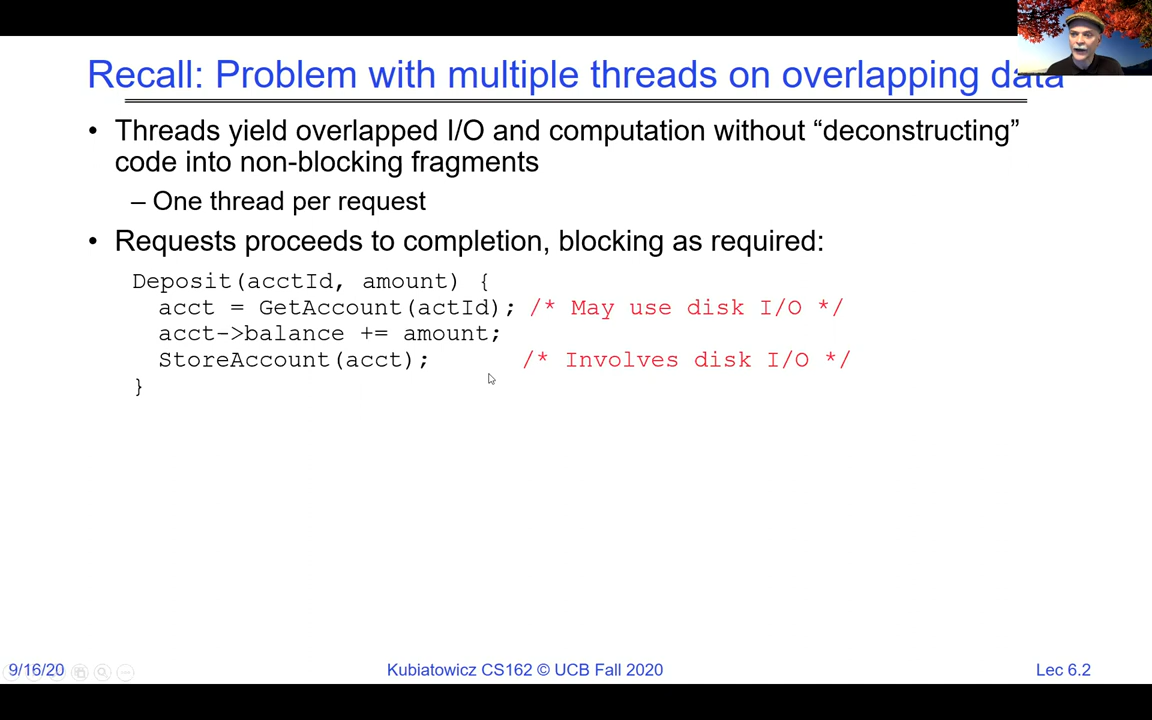 Recall: Problem with multiple threads on overlapping data
• Threads yield overlapped I/O and computation without “deconstructing”
code into non-blocking fragments
– One thread per request
• Requests proceeds to completion, blocking as required:
Deposit(acctId, amount) {
acct = GetAccount(actId); /* May use disk I/O */
acct->balance += amount;
StoreAccount(acct); /* Involves disk I/O */
}
9/16/20
Kubiatowicz CS162 © UCB Fall 2020
Lec 6.2